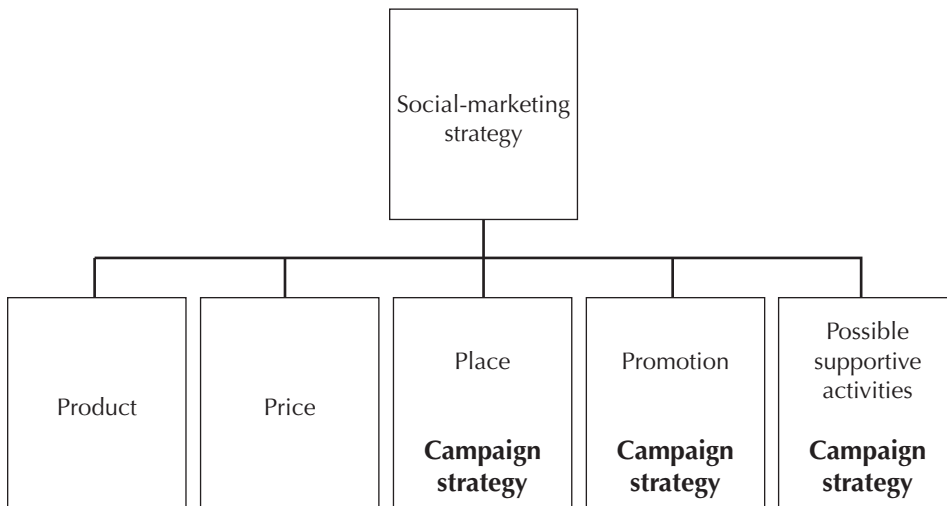 Social-marketing
strategy
Product
Price
Place
Campaign
strategy
Promotion
Campaign
strategy
Possible
supportive
activities
Campaign
strategy